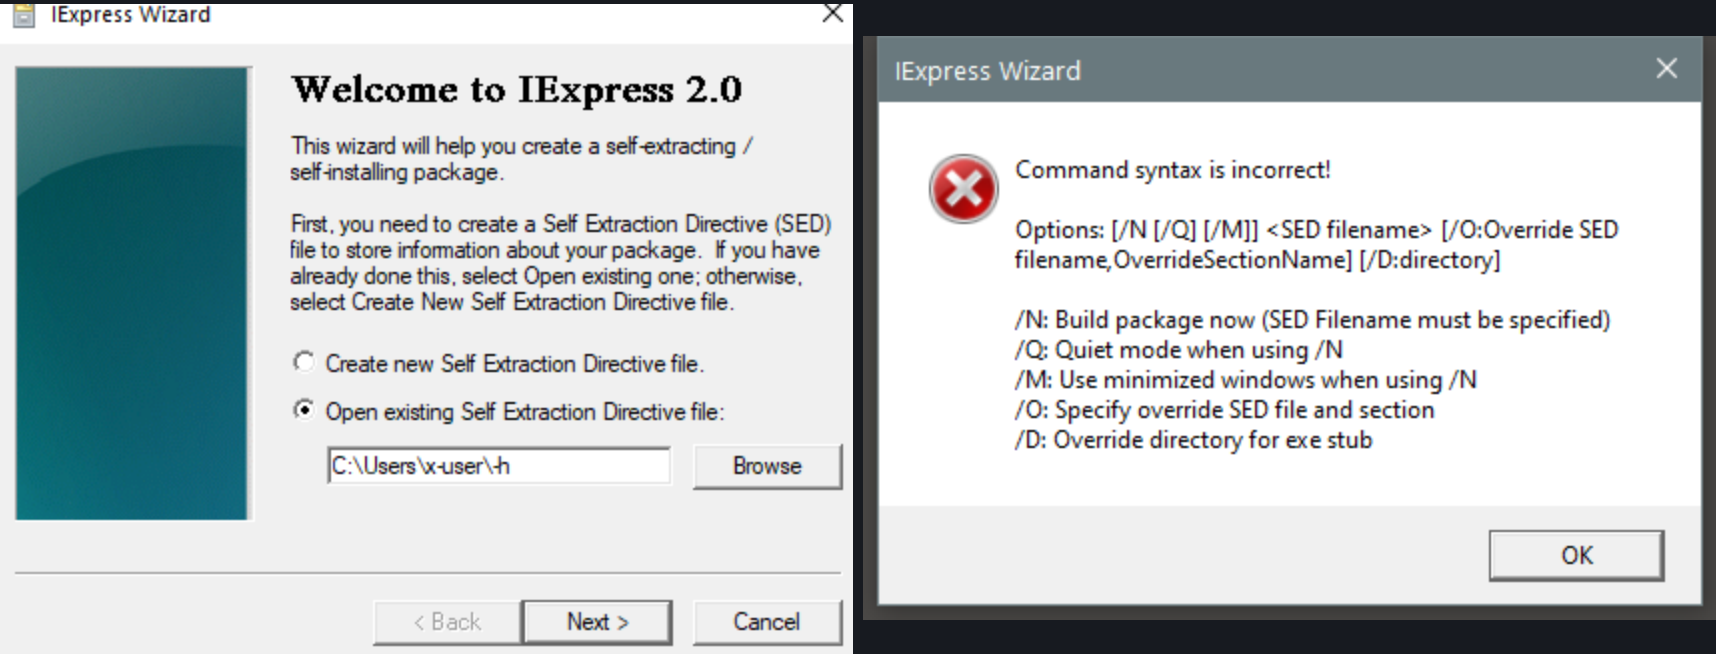 IExpress Wizard
Welcome to IExpress 2.0
This wizard will help you create a self-extracting /
self-installing package.
First, you need to create a Self Extraction Directive (SED)
file to store information about your package.  If you have
already done this, select Open existing one; otherwise,
select Create New Self Extraction Directive file.
Create new Self Extraction Directive file.
Open existing Self Extraction Directive file:
C:\Users\x-user\-h
Browse
< Back
Next >
Cancel
IExpress Wizard
Command syntax is incorrect!
Options: [/N [/Q] [/M]] <SED filename> [/O:Override SED
filename,OverrideSectionName] [/D:directory]
/N: Build package now (SED Filename must be specified)
/Q: Quiet mode when using /N
/M: Use minimized windows when using /N
/O: Specify override SED file and section
/D: Override directory for exe stub
OK